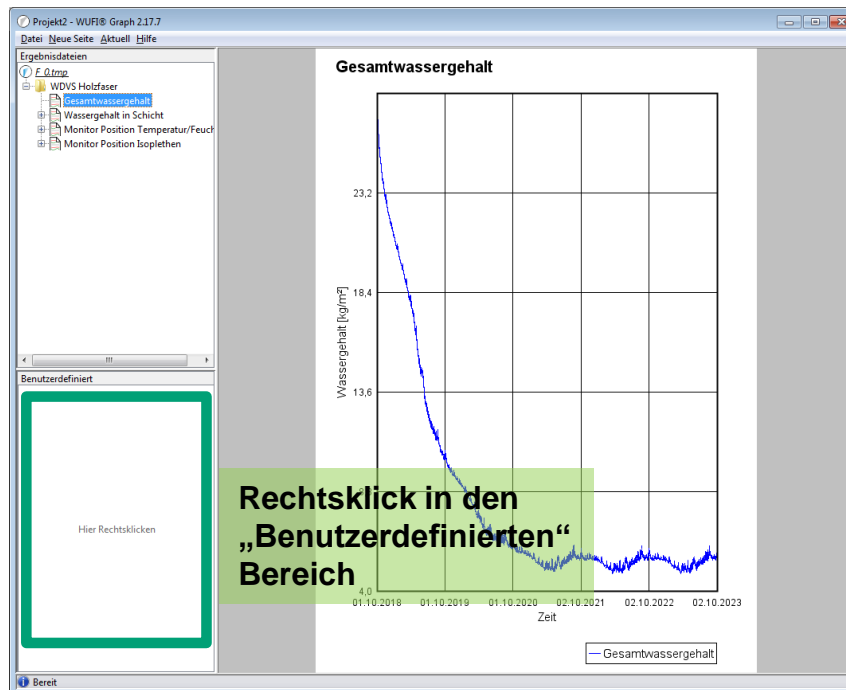 Projekt2 - WUFI® Graph 2.17.7
Datei Neue Seite Aktuell Hilfe
Ergebnisdateien
F_0.tmp
WDVS Holzfaser
Gesamtwassergehalt
Wassergehalt in Schicht
Monitor Position Temperatur/Feuch
Monitor Position Isoplethen
Benutzerdefiniert
Hier Rechtsklicken
Gesamtwassergehalt
Wassergehalt [kg/m²]
23,2
18,4
13,6
4,0
01.10.2018 01.10.2019 01.10.2020 02.10.2021 02.10.2022 02.10.2023
Zeit
Gesamtwassergehalt
Rechtsklick in den
„Benutzerdefinierten“
Bereich
Bereit